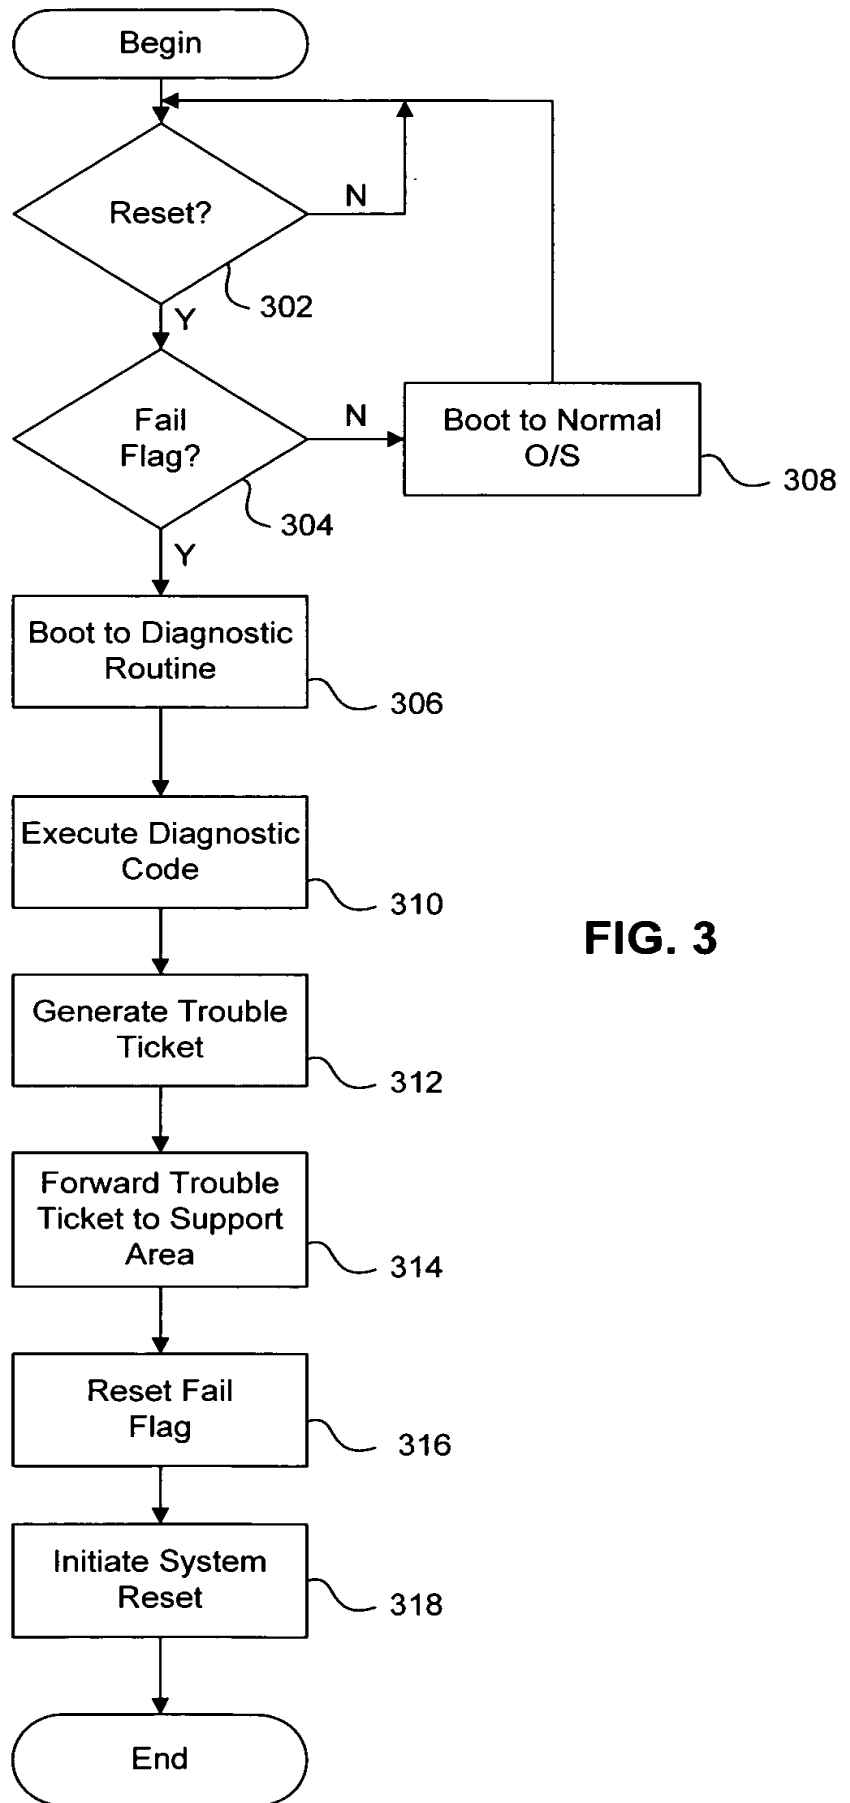 Begin
Reset?
N
302
Y
Fail
Flag?
N
304
Y
Boot to Normal
O/S
308
Boot to Diagnostic
Routine
306
Execute Diagnostic
Code
310
FIG. 3
Generate Trouble
Ticket
312
Forward Trouble
Ticket to Support
Area
314
Reset Fail
Flag
316
Initiate System
Reset
318
End